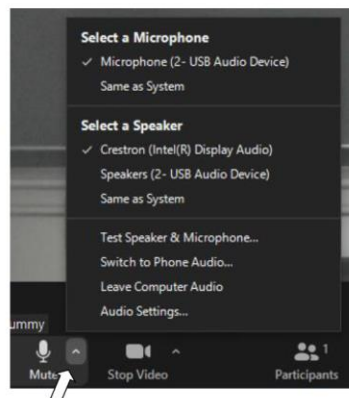 Select a Microphone
✓ Microphone (2- USB Audio Device)
Same as System
Select a Speaker
✓ Crestron (Intel(R) Display Audio)
Speakers (2- USB Audio Device)
Same as System
Test Speaker & Microphone...
Switch to Phone Audio...
Leave Computer Audio
Audio Settings...
ummy
1
Mute Stop Video Participants